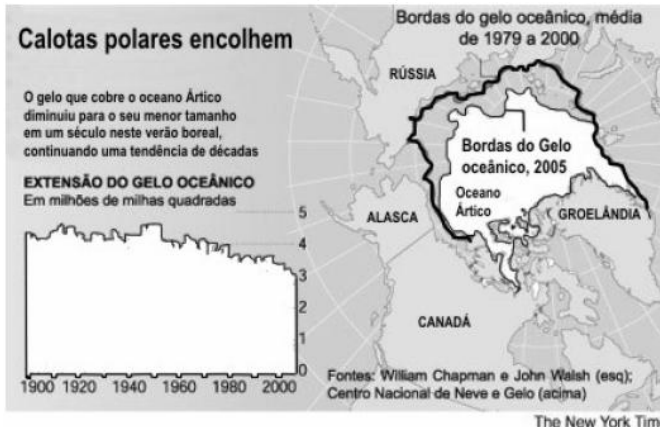 Calotas polares encolhem
O gelo que cobre o oceano Ártico
diminuiu para o seu menor tamanho
em um século neste verão boreal,
continuando uma tendência de décadas
EXTENSÃO DO GELO OCEÂNICO
Em milhões de milhas quadradas
5
4
3
2
1
0
1900 1920 1940 1960 1980 2000
Bordas do gelo oceânico, média
de 1979 a 2000
RÚSSIA
Bordas do Gelo
oceânico, 2005
Oceano
Ártico
ALASCA
GROELÂNDIA
CANADÁ
Fontes: William Chapman e John Walsh (esq);
Centro Nacional de Neve e Gelo (acima)
The New York Tim